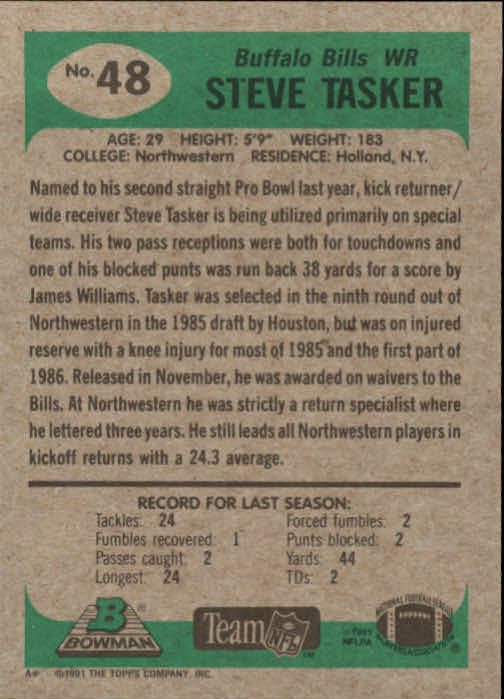 No. 48
Buffalo Bills WR
STEVE TASKER
AGE: 29 HEIGHT: 5'9" WEIGHT: 183
COLLEGE: Northwestern RESIDENCE: Holland, N.Y.
Named to his second straight Pro Bowl last year, kick returner/
wide receiver Steve Tasker is being utilized primarily on special
teams. His two pass receptions were both for touchdowns and
one of his blocked punts was run back 38 yards for a score by
James Williams. Tasker was selected in the ninth round out of
Northwestern in the 1985 draft by Houston, but was on injured
reserve with a knee injury for most of 1985 and the first part of
1986. Released in November, he was awarded on waivers to the
Bills. At Northwestern he was strictly a return specialist where
he lettered three years. He still leads all Northwestern players in
kickoff returns with a 24.3 average.
RECORD FOR LAST SEASON:
Tackles: 24 Forced fumbles: 2
Fumbles recovered: 1 Punts blocked: 2
Passes caught: 2 Yards: 44
Longest: 24 TDs: 2
B®
BOWMAN®
Team NFL™
©1991
NFLPA
NATIONAL FOOTBALL LEAGUE
PLAYERS ASSOCIATION
A* ©1991 THE TOPPS COMPANY, INC.